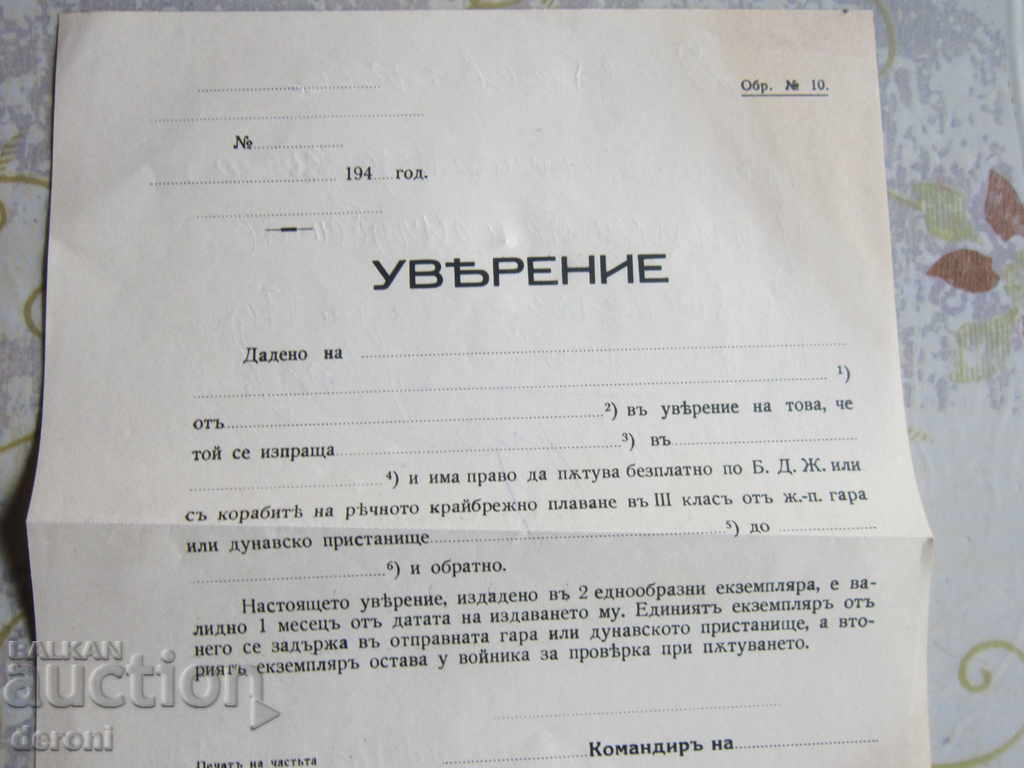 Обр. № 10.
№
194 год.
УВѢРЕНИЕ
Дадено на
1)
отъ 2) въ увѣрение на това, че
той се изпраща 3) въ
4) и има право да пѫтува безплатно по Б. Д. Ж. или
съ корабитѣ на рѣчното крайбрежно плаване въ III класъ отъ ж.-п. гара
или дунавско пристанище 5) до
6) и обратно.
Настоящето увѣрение, издадено въ 2 еднообразни екземпляра, е ва-
лидно 1 месецъ отъ датата на издаването му. Единиятъ екземпляръ отъ
него се задържа въ отправната гара или дунавското пристанище, а вто-
риятъ екземпляръ остава у войника за провѣрка при пѫтуването.
Командиръ на
Печатъ на частьта
BALKAN
auction
deroni